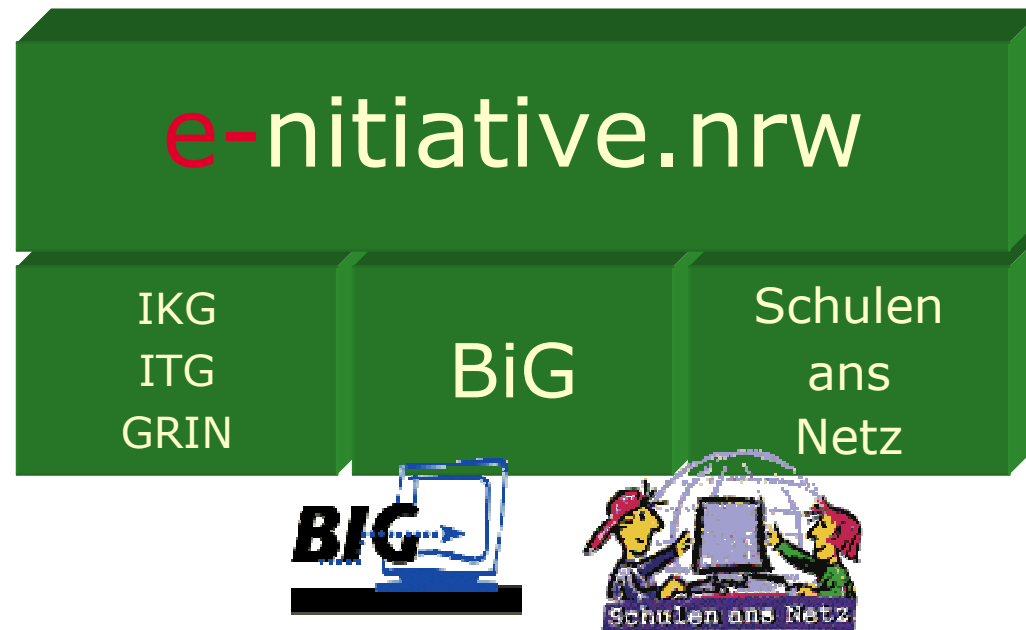 e-nitiative.nrw
IKG
ITG
GRIN
BiG
Schulen
ans
Netz
BIG
Schulen ans Netz